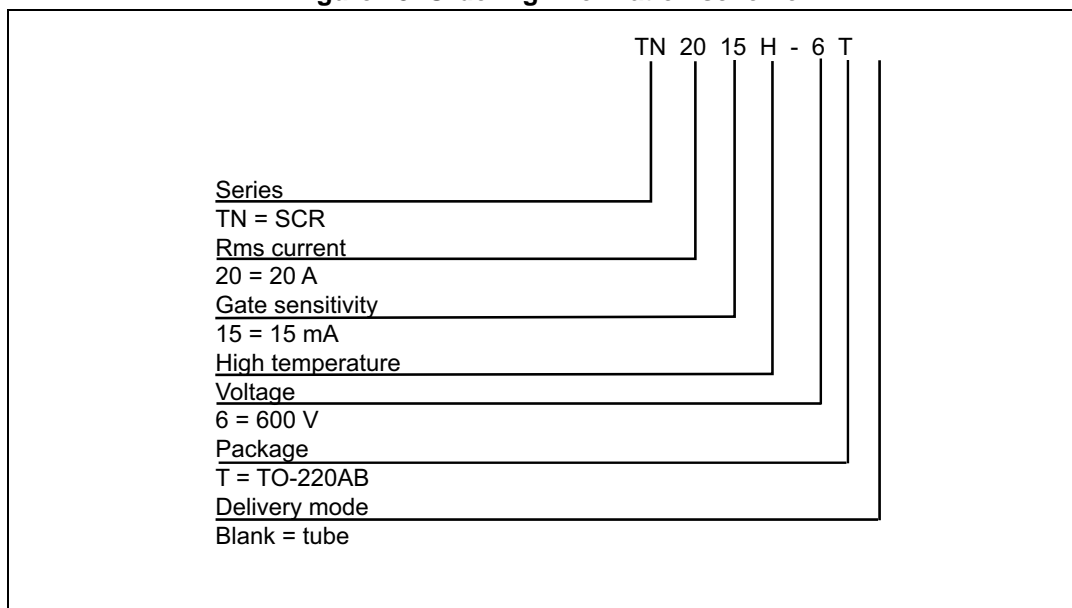 TN 20 15 H - 6 T
Series
TN = SCR
Rms current
20 = 20 A
Gate sensitivity
15 = 15 mA
High temperature
Voltage
6 = 600 V
Package
T = TO-220AB
Delivery mode
Blank = tube